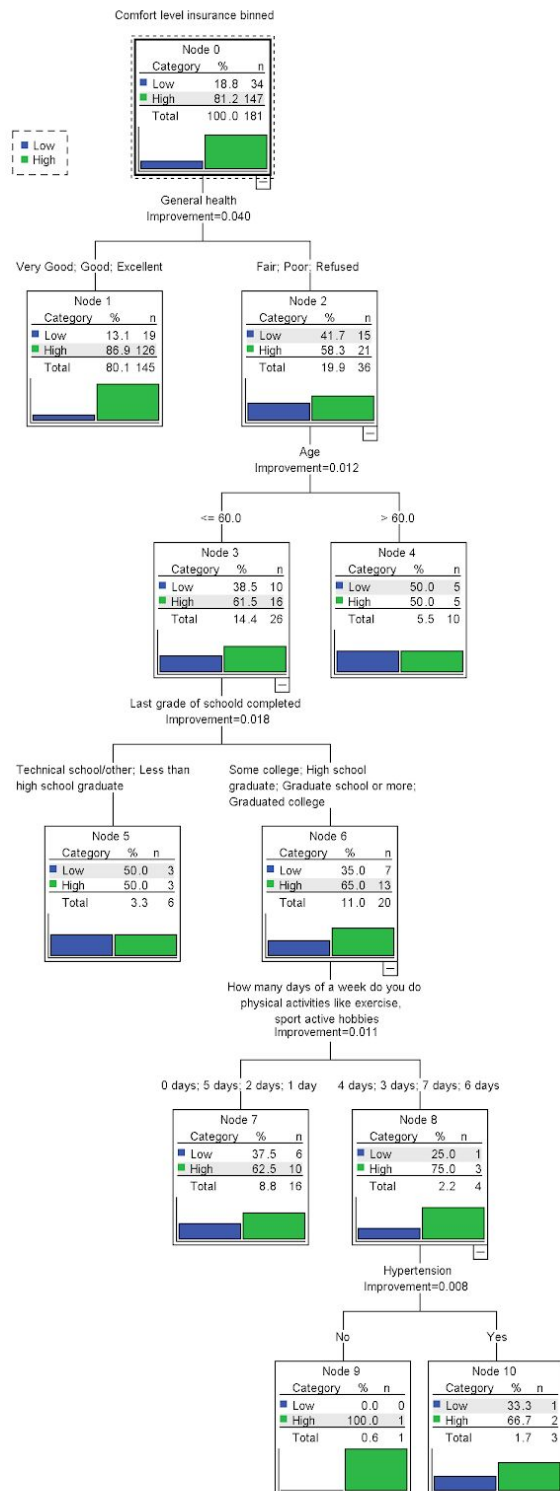 Comfort level insurance binned
Node 0
Category % n
Low 18.8 34
High 81.2 147
Total 100.0 181
Low
High
General health
Improvement=0.040
Very Good; Good; Excellent
Fair; Poor; Refused
Node 1
Category % n
Low 13.1 19
High 86.9 126
Total 80.1 145
Node 2
Category % n
Low 41.7 15
High 58.3 21
Total 19.9 36
Age
Improvement=0.012
<= 60.0
> 60.0
Node 3
Category % n
Low 38.5 10
High 61.5 16
Total 14.4 26
Node 4
Category % n
Low 50.0 5
High 50.0 5
Total 5.5 10
Last grade of schoold completed
Improvement=0.018
Technical school/other; Less than
high school graduate
Some college; High school
graduate; Graduate school or more;
Graduated college
Node 5
Category % n
Low 50.0 3
High 50.0 3
Total 3.3 6
Node 6
Category % n
Low 35.0 7
High 65.0 13
Total 11.0 20
How many days of a week do you do
physical activities like exercise,
sport active hobbies
Improvement=0.011
0 days; 5 days; 2 days; 1 day
4 days; 3 days; 7 days; 6 days
Node 7
Category % n
Low 37.5 6
High 62.5 10
Total 8.8 16
Node 8
Category % n
Low 25.0 1
High 75.0 3
Total 2.2 4
Hypertension
Improvement=0.008
No
Yes
Node 9
Category % n
Low 0.0 0
High 100.0 1
Total 0.6 1
Node 10
Category % n
Low 33.3 1
High 66.7 2
Total 1.7 3